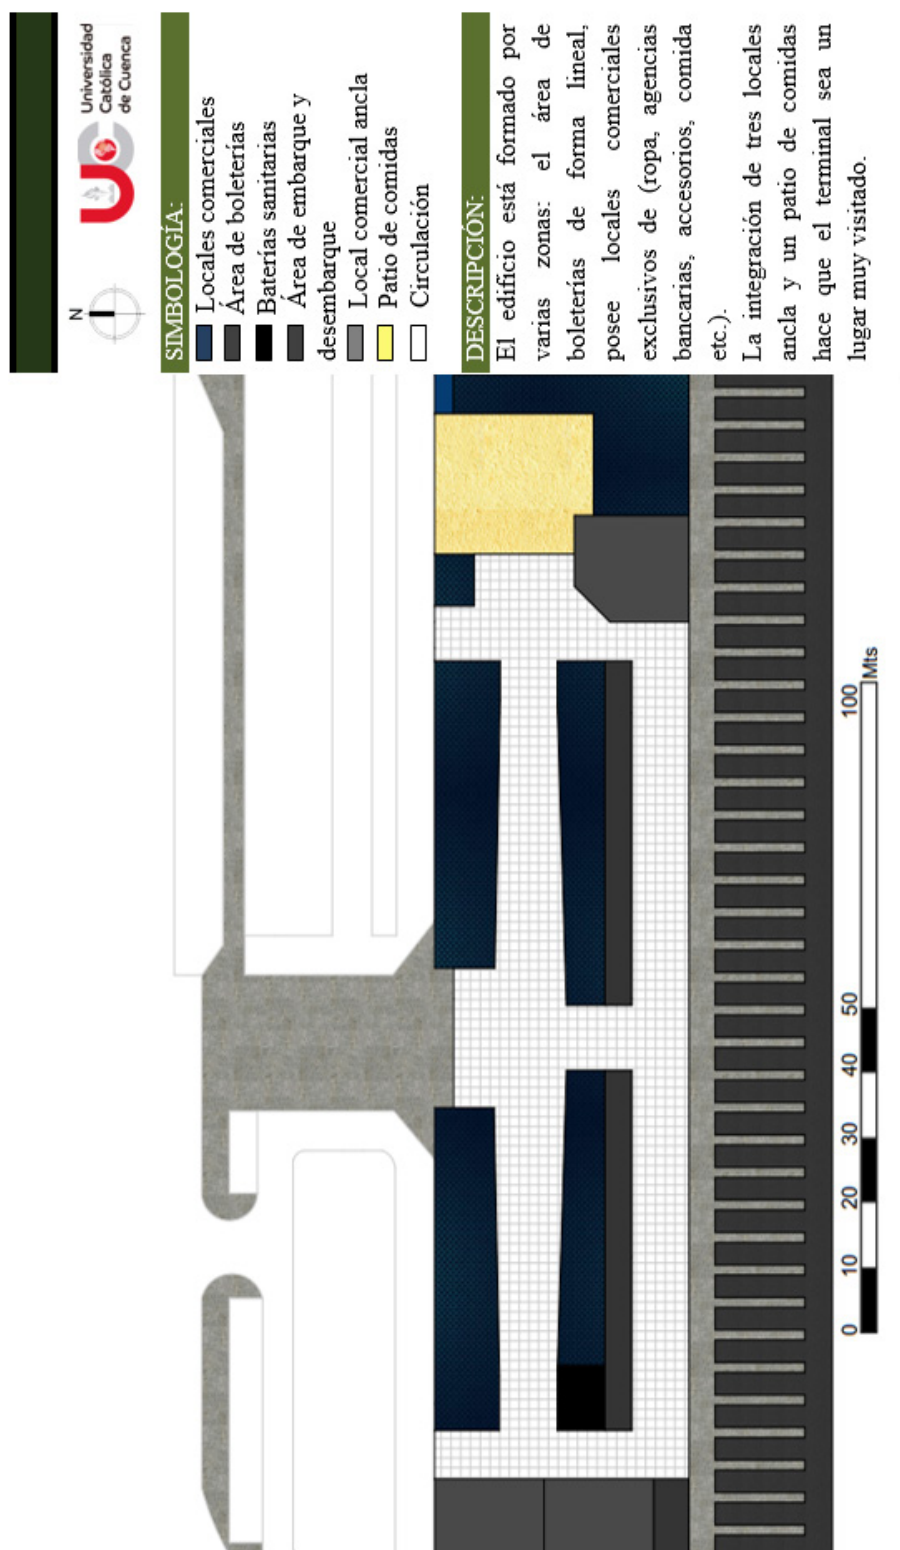 Universidad
Católica
de Cuenca
N
SIMBOLOGÍA:
Locales comerciales
Área de boleterías
Baterías sanitarias
Área de embarque y
desembarque
Local comercial ancla
Patio de comidas
Circulación
DESCRIPCIÓN:
El edificio está formado por
varias zonas: el área de
boleterías de forma lineal,
posee locales comerciales
exclusivos de (ropa, agencias
bancarias, accesorios, comida
etc.).
La integración de tres locales
ancla y un patio de comidas
hace que el terminal sea un
lugar muy visitado.
0 10 20 30 40 50 100
Mts